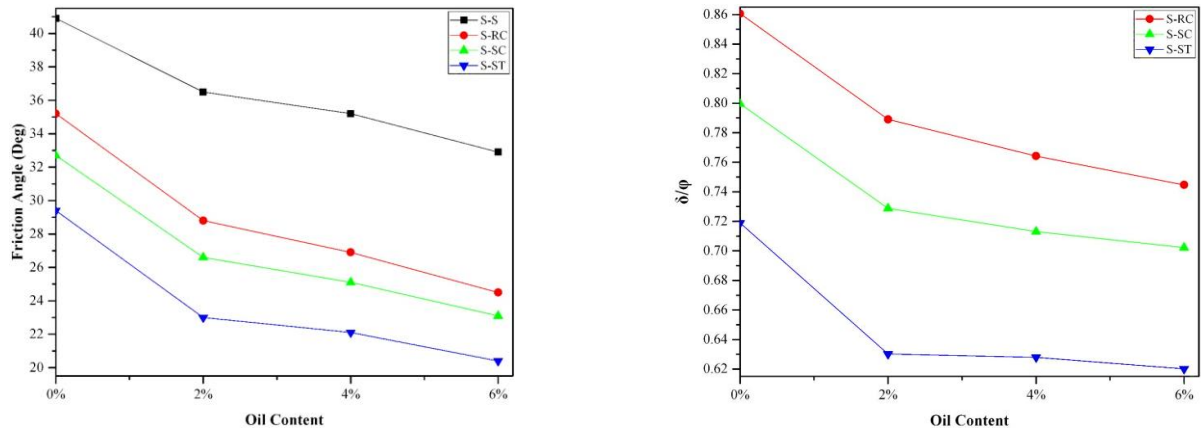 40
38
36
34
32
30
28
26
24
22
20
Friction Angle (Deg)
S-S
S-RC
S-SC
S-ST
0%
2%
4%
6%
Oil Content
0.86
0.84
0.82
0.80
0.78
0.76
0.74
0.72
0.70
0.68
0.66
0.64
0.62
δ/φ
S-RC
S-SC
S-ST
0%
2%
4%
6%
Oil Content